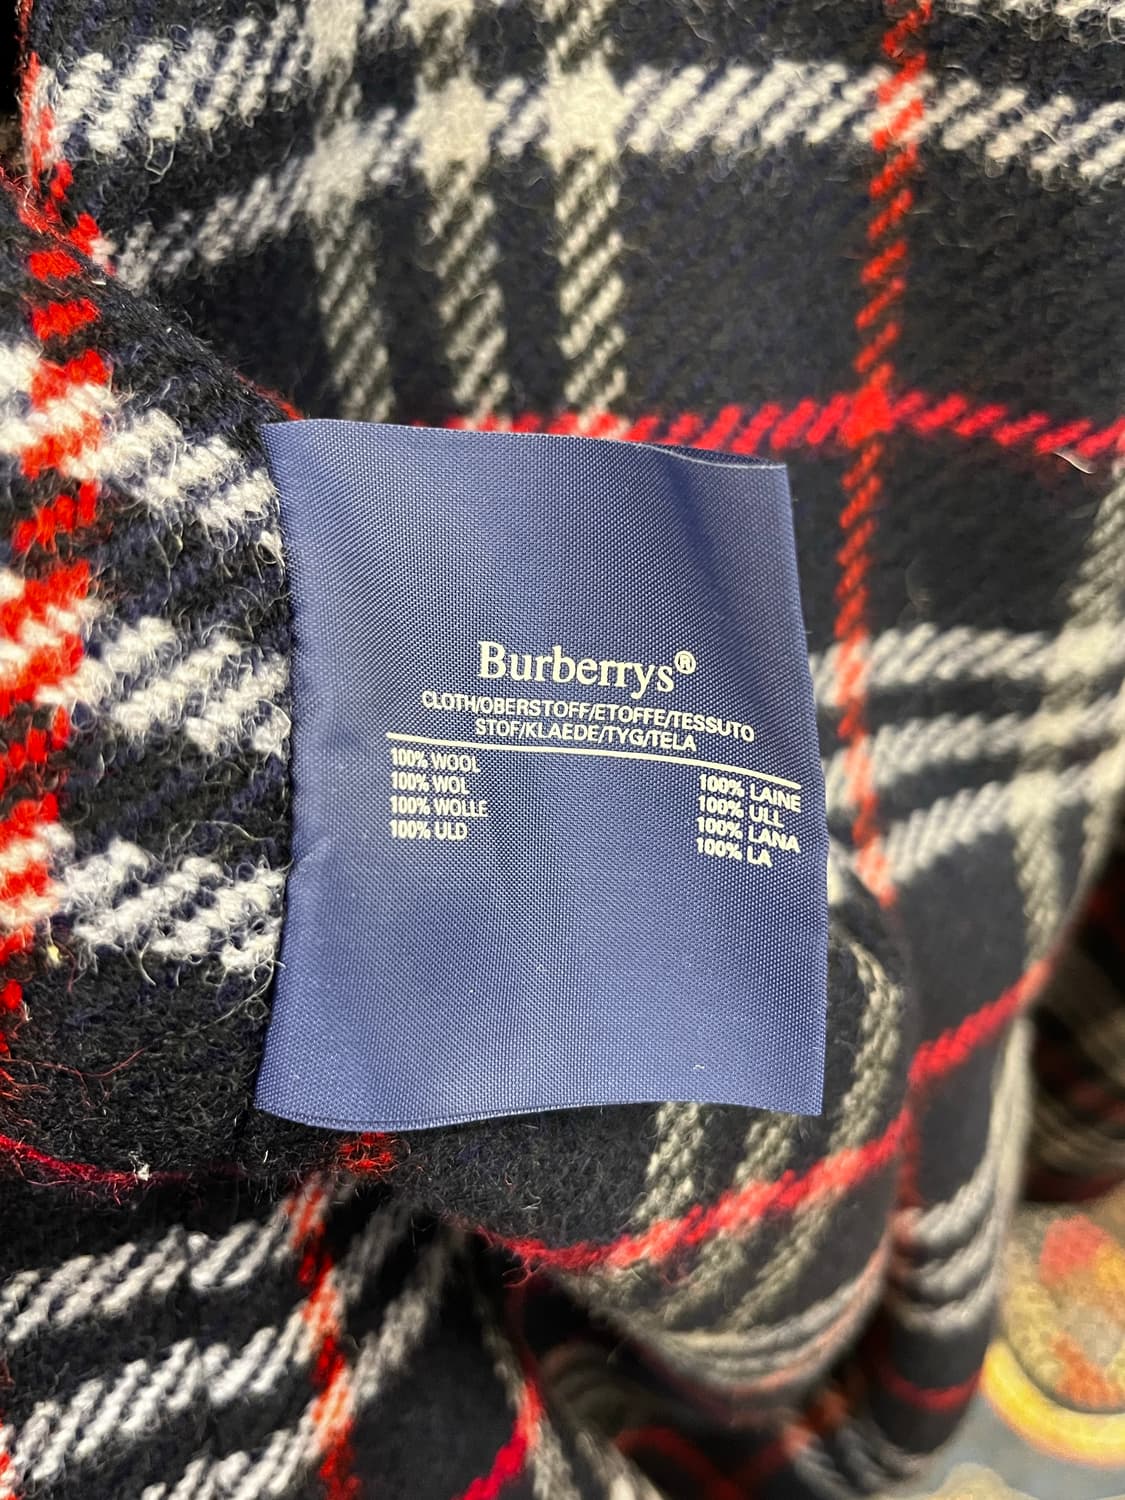 Burberrys®
CLOTH/OBERSTOFF/ETOFFE/TESSUTO
STOF/KLAEDE/TYG/TELA
100% WOOL
100% WOL
100% WOLLE
100% ULD
100% LAINE
100% ULL
100% LANA
100% LA